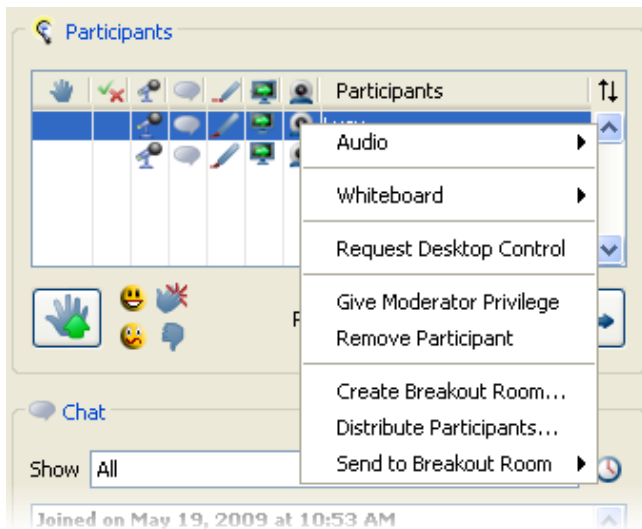 Participants
Participants
Audio
Whiteboard
Request Desktop Control
Give Moderator Privilege
Remove Participant
Create Breakout Room...
Distribute Participants...
Send to Breakout Room
Chat
Show All
Joined on May 19, 2009 at 10:53 AM